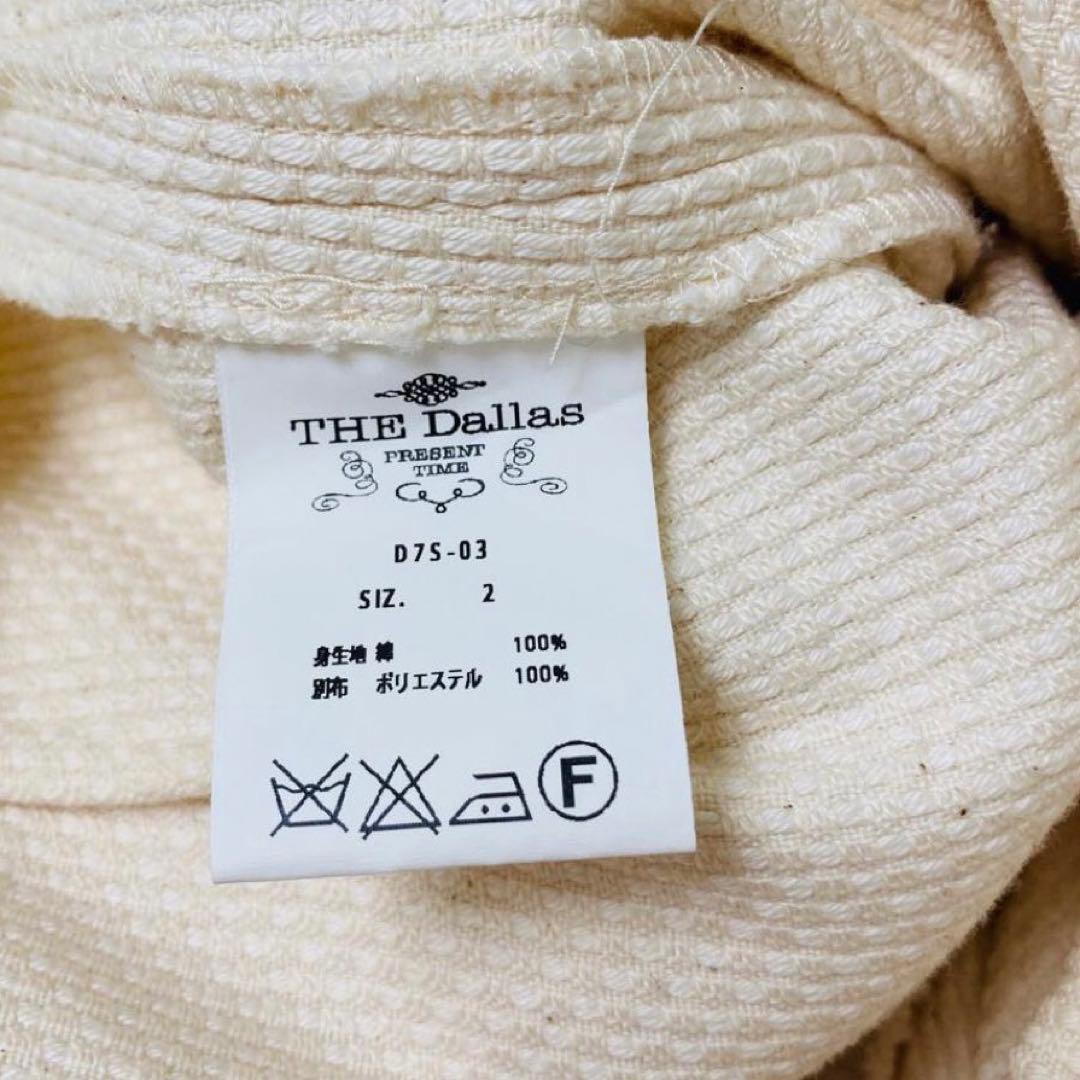 THE Dallas
PRESENT
TIME
D7S-03
SIZ. 2
身生地 綿 100%
別布 ポリエステル 100%
F